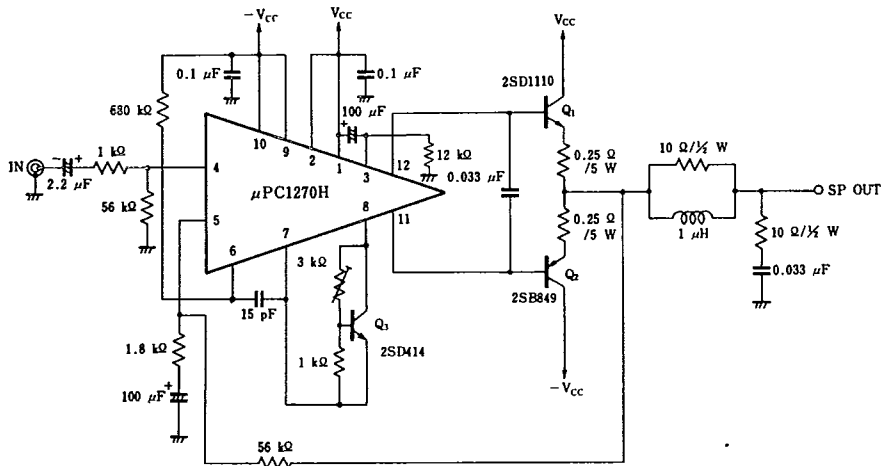 − VCC
VCC
VCC
0.1 μF
0.1 μF
100 μF
+
2SD1110
Q1
680 kΩ
10
9
2
1
3
12
12 kΩ
0.25 Ω
/5 W
10 Ω/½ W
IN
− +
2.2 μF
1 kΩ
4
μPC1270H
0.033 μF
SP OUT
56 kΩ
5
11
0.25 Ω
/5 W
1 μH
10 Ω/½ W
6
7
8
3 kΩ
Q2
2SB849
0.033 μF
15 pF
Q3
2SD414
1.8 kΩ
1 kΩ
− VCC
100 μF
+
56 kΩ